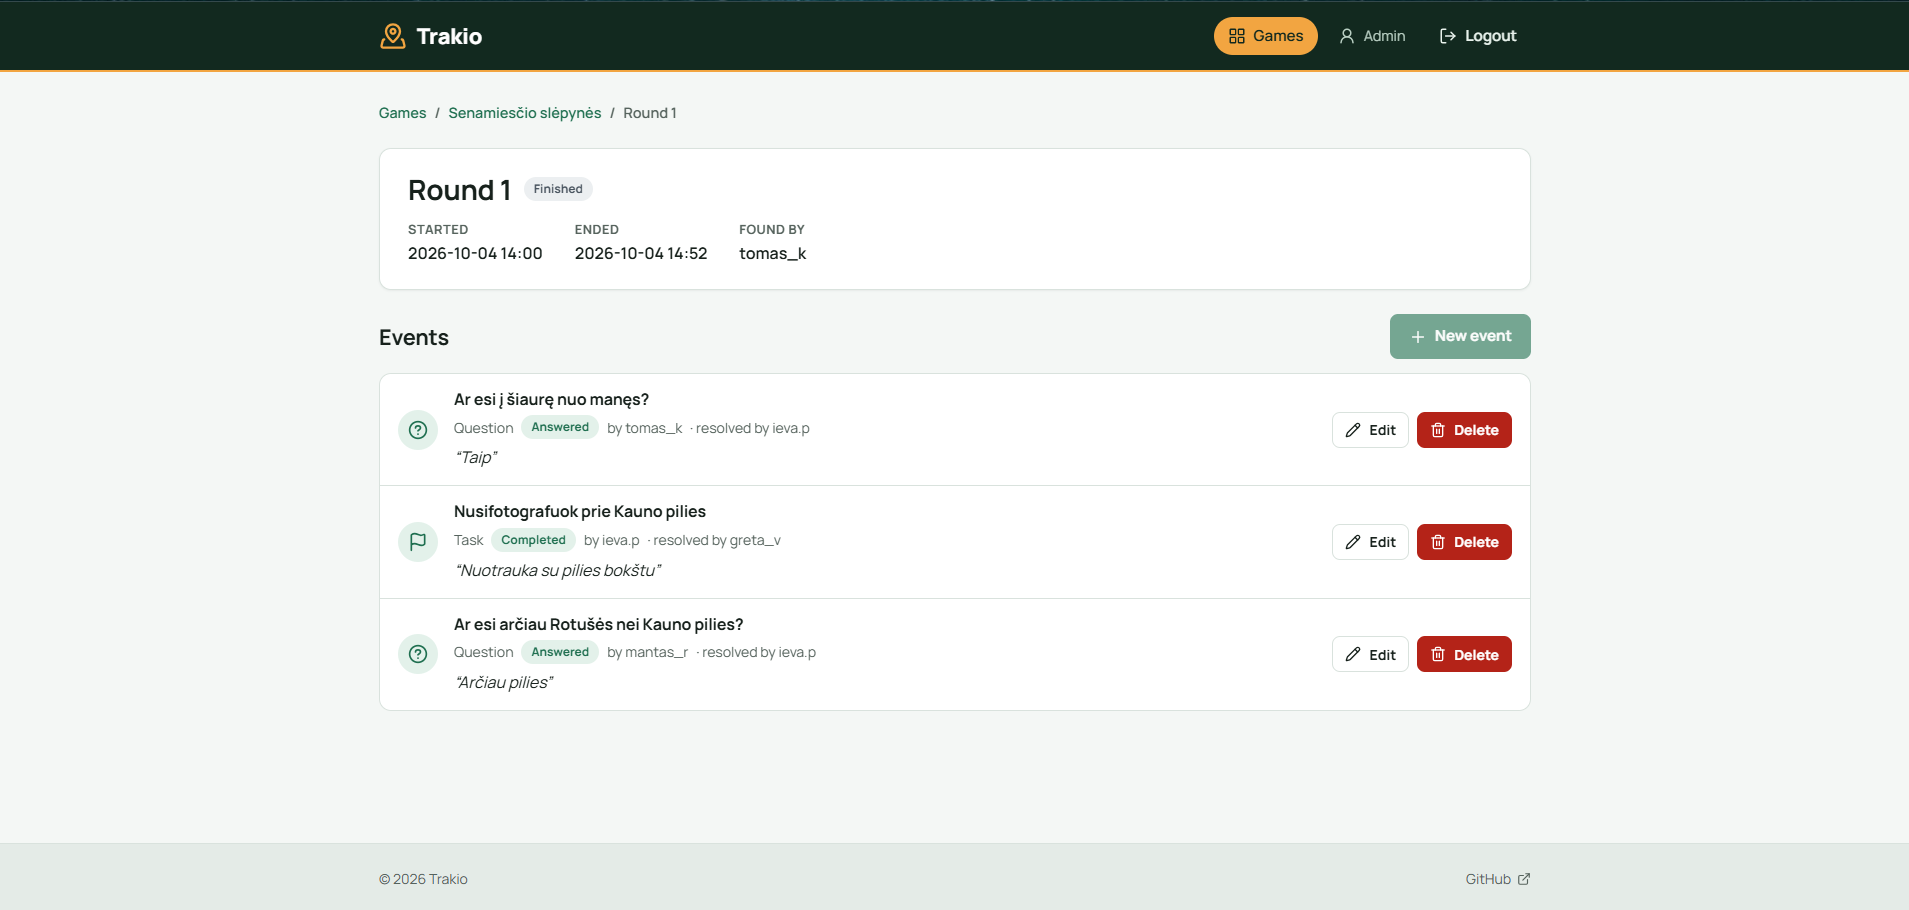 Trakio
Games Admin Logout
Games / Senamiesčio slėpynės / Round 1
Round 1 Finished
STARTED ENDED FOUND BY
2026-10-04 14:00 2026-10-04 14:52 tomas_k
Events
+ New event
Ar esi į šiaurę nuo manęs?
Question Answered by tomas_k · resolved by ieva.p
“Taip”
Edit Delete
Nusifotografuok prie Kauno pilies
Task Completed by ieva.p · resolved by greta_v
“Nuotrauka su pilies bokštu”
Edit Delete
Ar esi arčiau Rotušės nei Kauno pilies?
Question Answered by mantas_r · resolved by ieva.p
“Arčiau pilies”
Edit Delete
© 2026 Trakio
GitHub